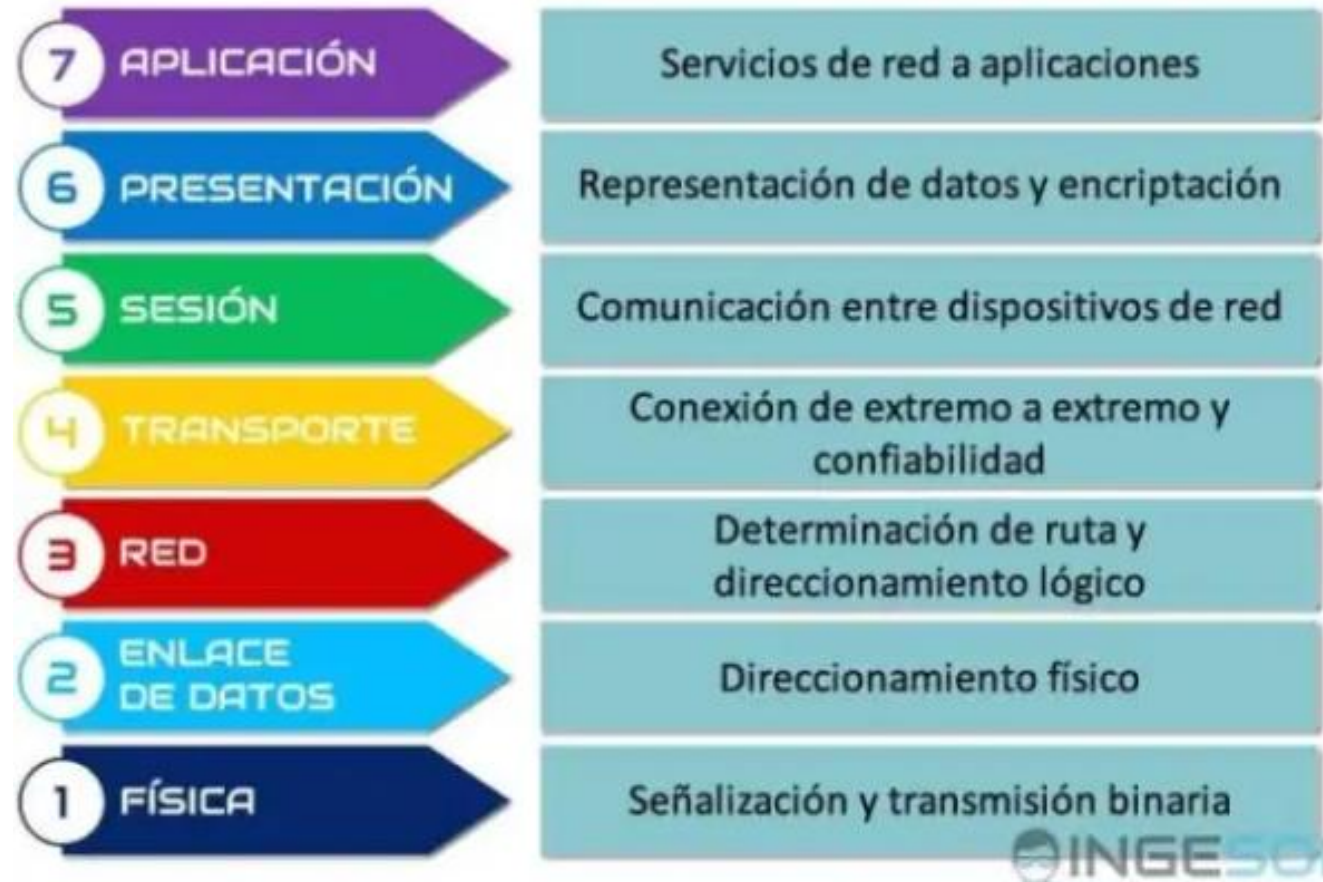 7 APLICACIÓN
Servicios de red a aplicaciones
6 PRESENTACIÓN
Representación de datos y encriptación
5 SESIÓN
Comunicación entre dispositivos de red
4 TRANSPORTE
Conexión de extremo a extremo y
confiabilidad
3 RED
Determinación de ruta y
direccionamiento lógico
2 ENLACE
DE DATOS
Direccionamiento físico
1 FÍSICA
Señalización y transmisión binaria